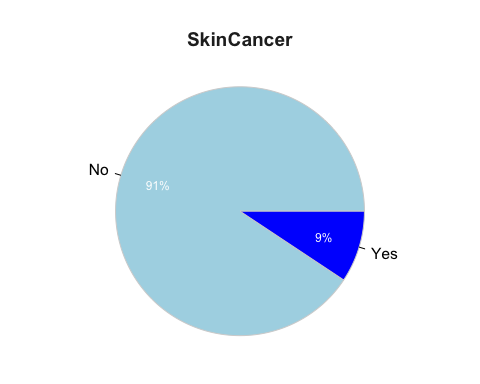 SkinCancer
No
91%
9%
Yes